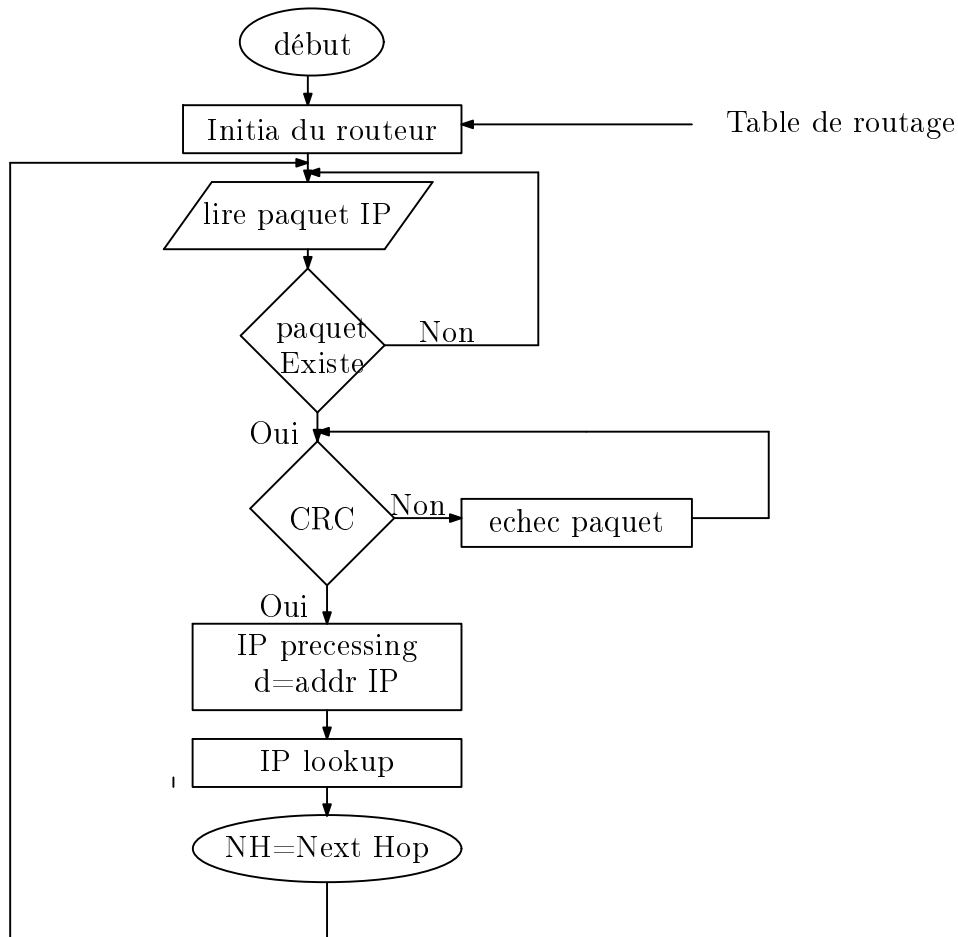 début
Initia du routeur
Table de routage
lire paquet IP
paquet
Existe
Non
Oui
CRC
Non
echec paquet
Oui
IP precessing
d=addr IP
IP lookup
NH=Next Hop